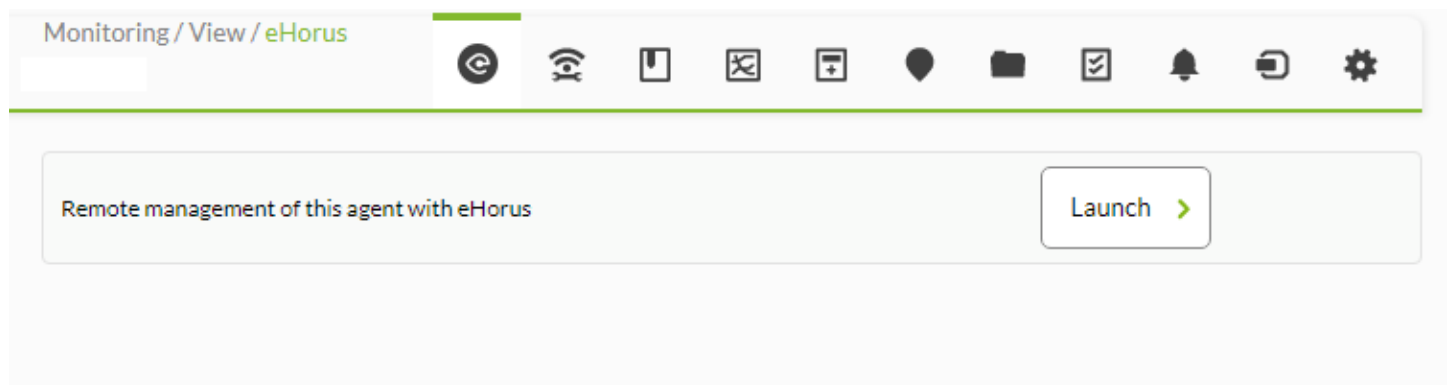 Monitoring / View / eHorus
Remote management of this agent with eHorus
Launch